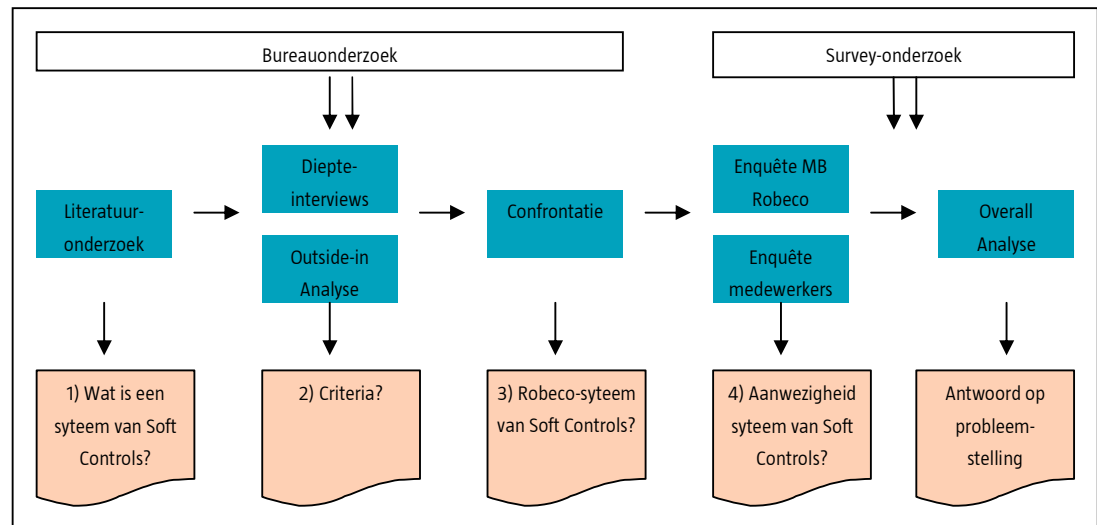 Bureauonderzoek
Survey-onderzoek
Literatuur-
onderzoek
Diepte-
interviews
Outside-in
Analyse
Confrontatie
Enquête MB
Robeco
Enquête
medewerkers
Overall
Analyse
1) Wat is een
syteem van Soft
Controls?
2) Criteria?
3) Robeco-syteem
van Soft Controls?
4) Aanwezigheid
syteem van Soft
Controls?
Antwoord op
probleem-
stelling